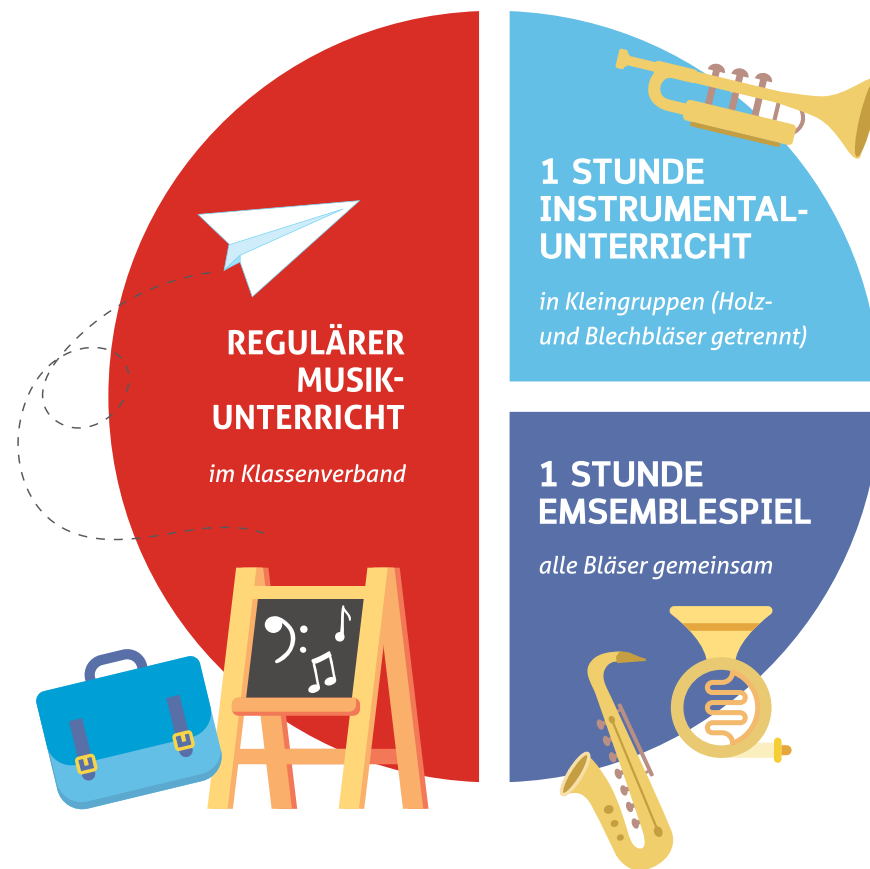 REGULÄRER
MUSIK-
UNTERRICHT
im Klassenverband
1 STUNDE
INSTRUMENTAL-
UNTERRICHT
in Kleingruppen (Holz-
und Blechbläser getrennt)
1 STUNDE
EMSEMBLESPIEL
alle Bläser gemeinsam